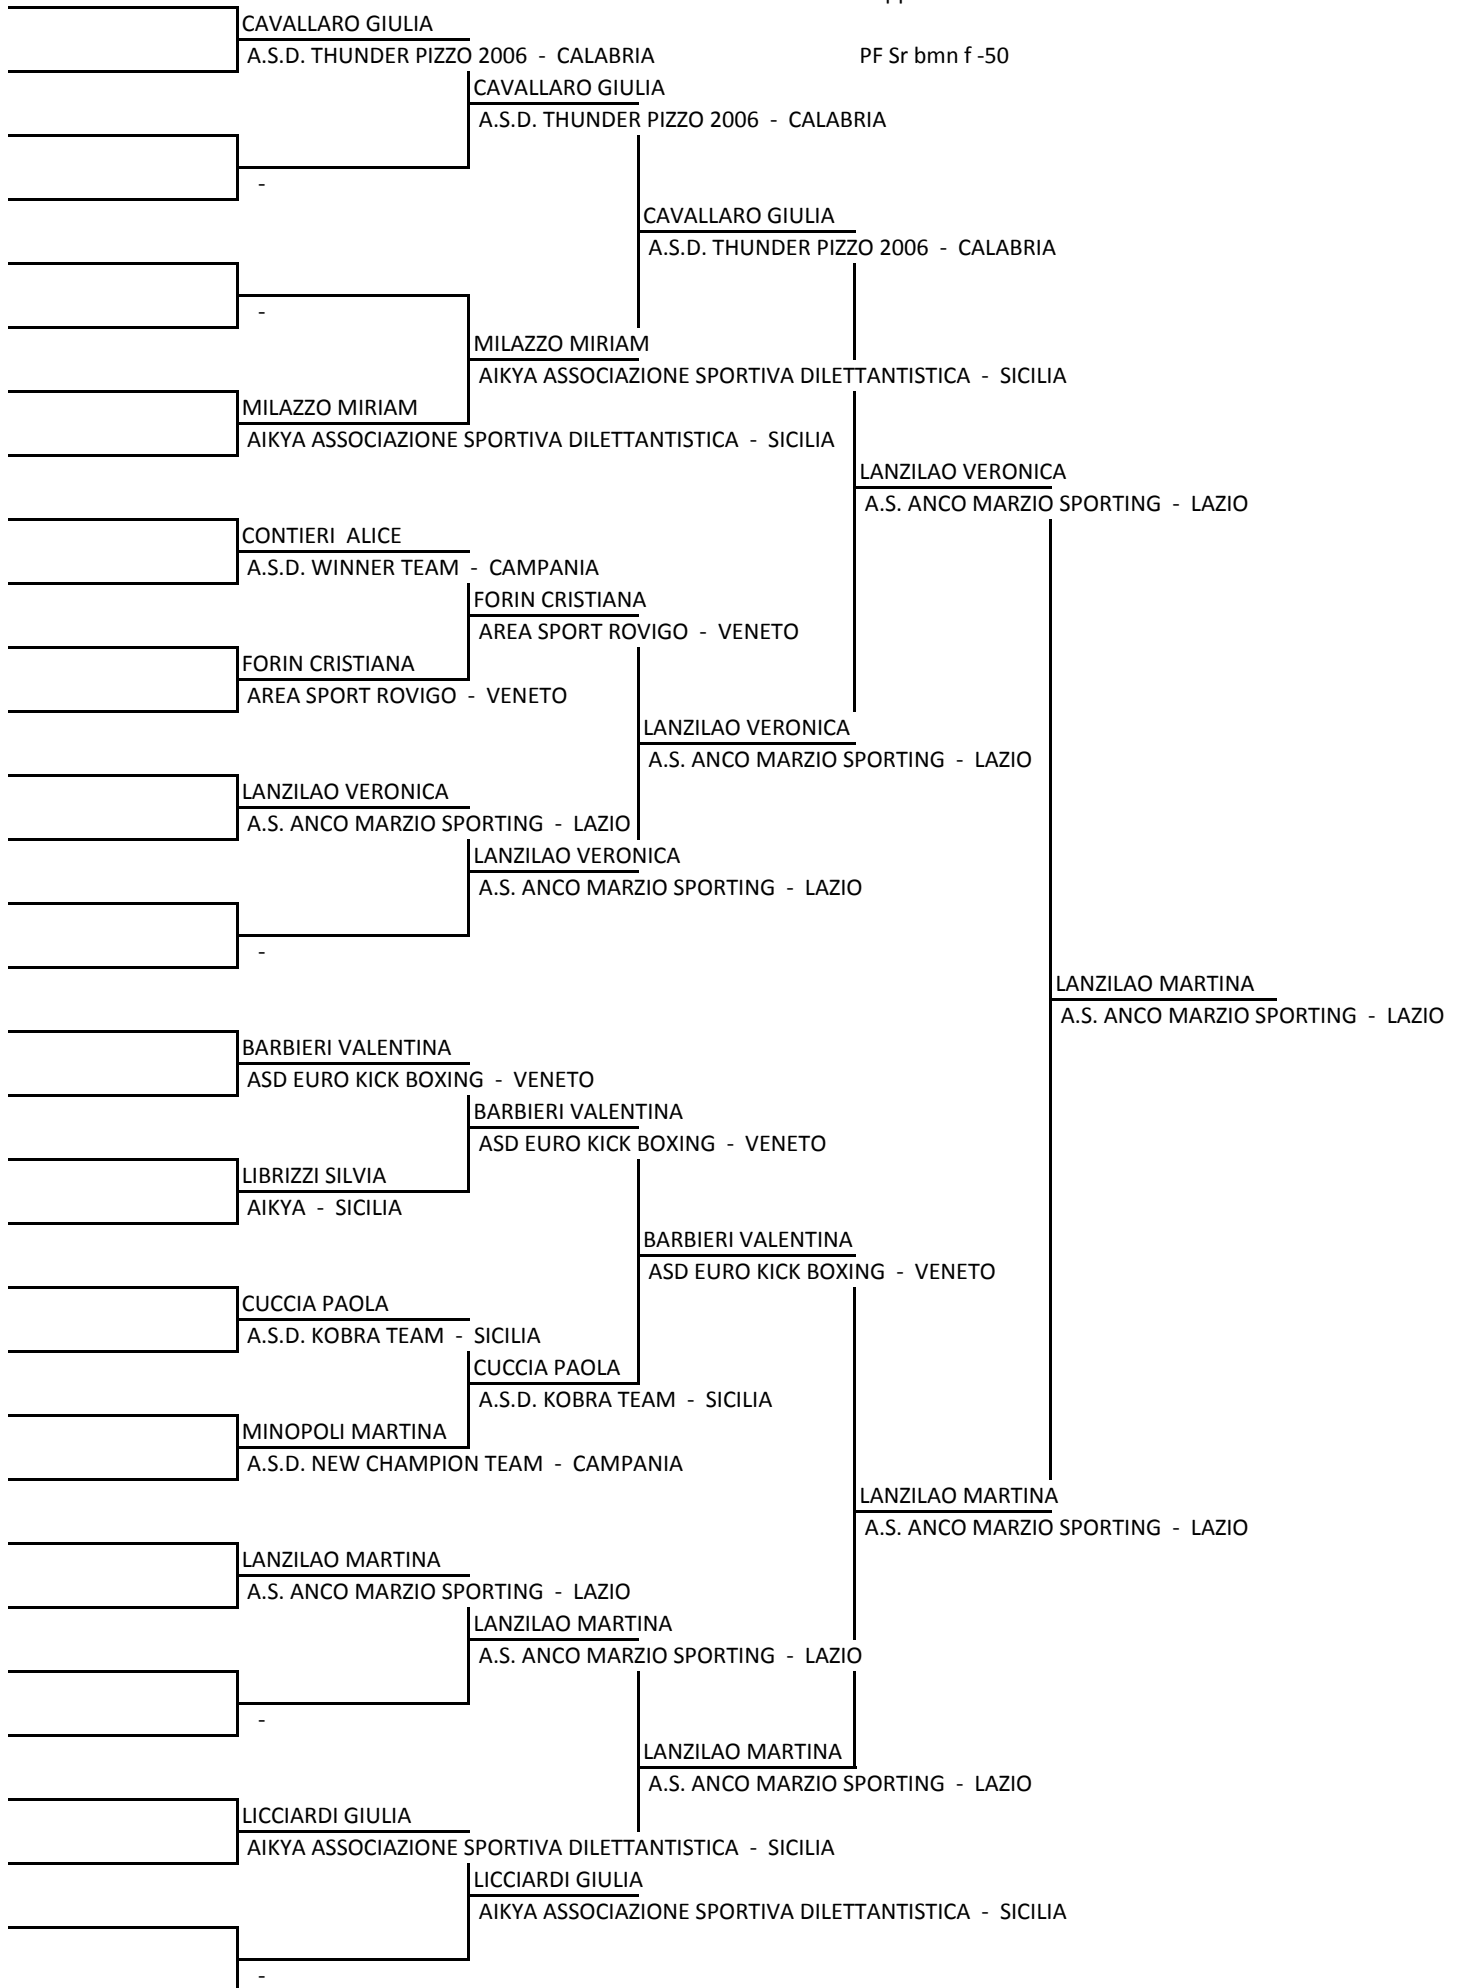 CAVALLARO GIULIA
A.S.D. THUNDER PIZZO 2006 - CALABRIA
PF Sr bmn f -50
CAVALLARO GIULIA
A.S.D. THUNDER PIZZO 2006 - CALABRIA
-
CAVALLARO GIULIA
A.S.D. THUNDER PIZZO 2006 - CALABRIA
-
MILAZZO MIRIAM
AIKYA ASSOCIAZIONE SPORTIVA DILETTANTISTICA - SICILIA
MILAZZO MIRIAM
AIKYA ASSOCIAZIONE SPORTIVA DILETTANTISTICA - SICILIA
LANZILAO VERONICA
A.S. ANCO MARZIO SPORTING - LAZIO
CONTIERI ALICE
A.S.D. WINNER TEAM - CAMPANIA
FORIN CRISTIANA
AREA SPORT ROVIGO - VENETO
FORIN CRISTIANA
AREA SPORT ROVIGO - VENETO
LANZILAO VERONICA
A.S. ANCO MARZIO SPORTING - LAZIO
LANZILAO VERONICA
A.S. ANCO MARZIO SPORTING - LAZIO
LANZILAO VERONICA
A.S. ANCO MARZIO SPORTING - LAZIO
-
LANZILAO MARTINA
A.S. ANCO MARZIO SPORTING - LAZIO
BARBIERI VALENTINA
ASD EURO KICK BOXING - VENETO
BARBIERI VALENTINA
ASD EURO KICK BOXING - VENETO
LIBRIZZI SILVIA
AIKYA - SICILIA
BARBIERI VALENTINA
ASD EURO KICK BOXING - VENETO
CUCCIA PAOLA
A.S.D. KOBRA TEAM - SICILIA
CUCCIA PAOLA
A.S.D. KOBRA TEAM - SICILIA
MINOPOLI MARTINA
A.S.D. NEW CHAMPION TEAM - CAMPANIA
LANZILAO MARTINA
A.S. ANCO MARZIO SPORTING - LAZIO
LANZILAO MARTINA
A.S. ANCO MARZIO SPORTING - LAZIO
LANZILAO MARTINA
A.S. ANCO MARZIO SPORTING - LAZIO
-
LANZILAO MARTINA
A.S. ANCO MARZIO SPORTING - LAZIO
LICCIARDI GIULIA
AIKYA ASSOCIAZIONE SPORTIVA DILETTANTISTICA - SICILIA
LICCIARDI GIULIA
AIKYA ASSOCIAZIONE SPORTIVA DILETTANTISTICA - SICILIA
-